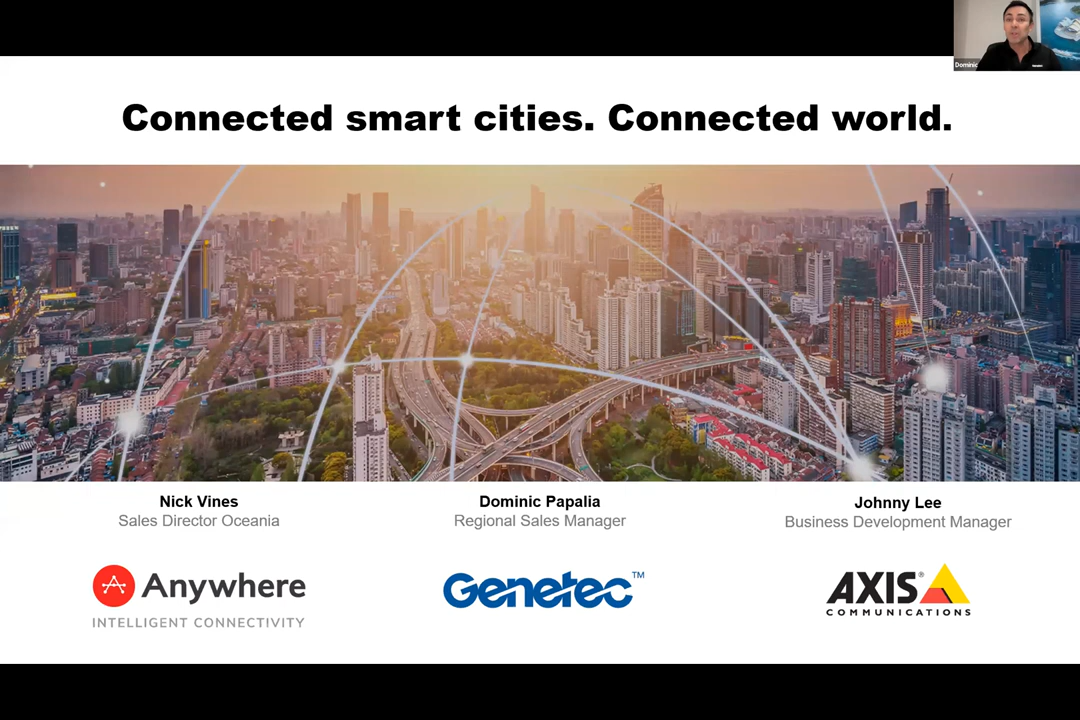 Dominic
Connected smart cities. Connected world.
Nick Vines
Sales Director Oceania
Dominic Papalia
Regional Sales Manager
Johnny Lee
Business Development Manager
Anywhere
INTELLIGENT CONNECTIVITY
Genetec™
AXIS®
COMMUNICATIONS